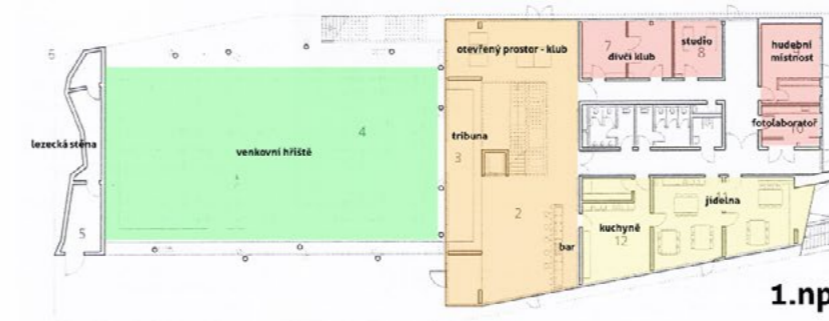 otevřený prostor - klub
7
dívčí klub
studio
8
hudební
místnost
fotolaboratoř
10
lezecká stěna
venkovní hřiště
4
tribuna
3
2
5
bar
kuchyně
12
jídelna
11
1.np